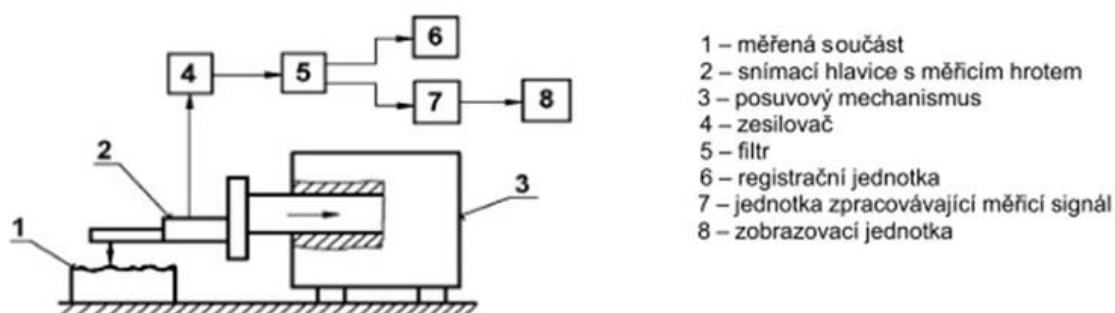 6
4
5
7
8
2
3
1
1 – měřená součást
2 – snímací hlavice s měřicím hrotem
3 – posuvový mechanismus
4 – zesilovač
5 – filtr
6 – registrační jednotka
7 – jednotka zpracovávající měřicí signál
8 – zobrazovací jednotka